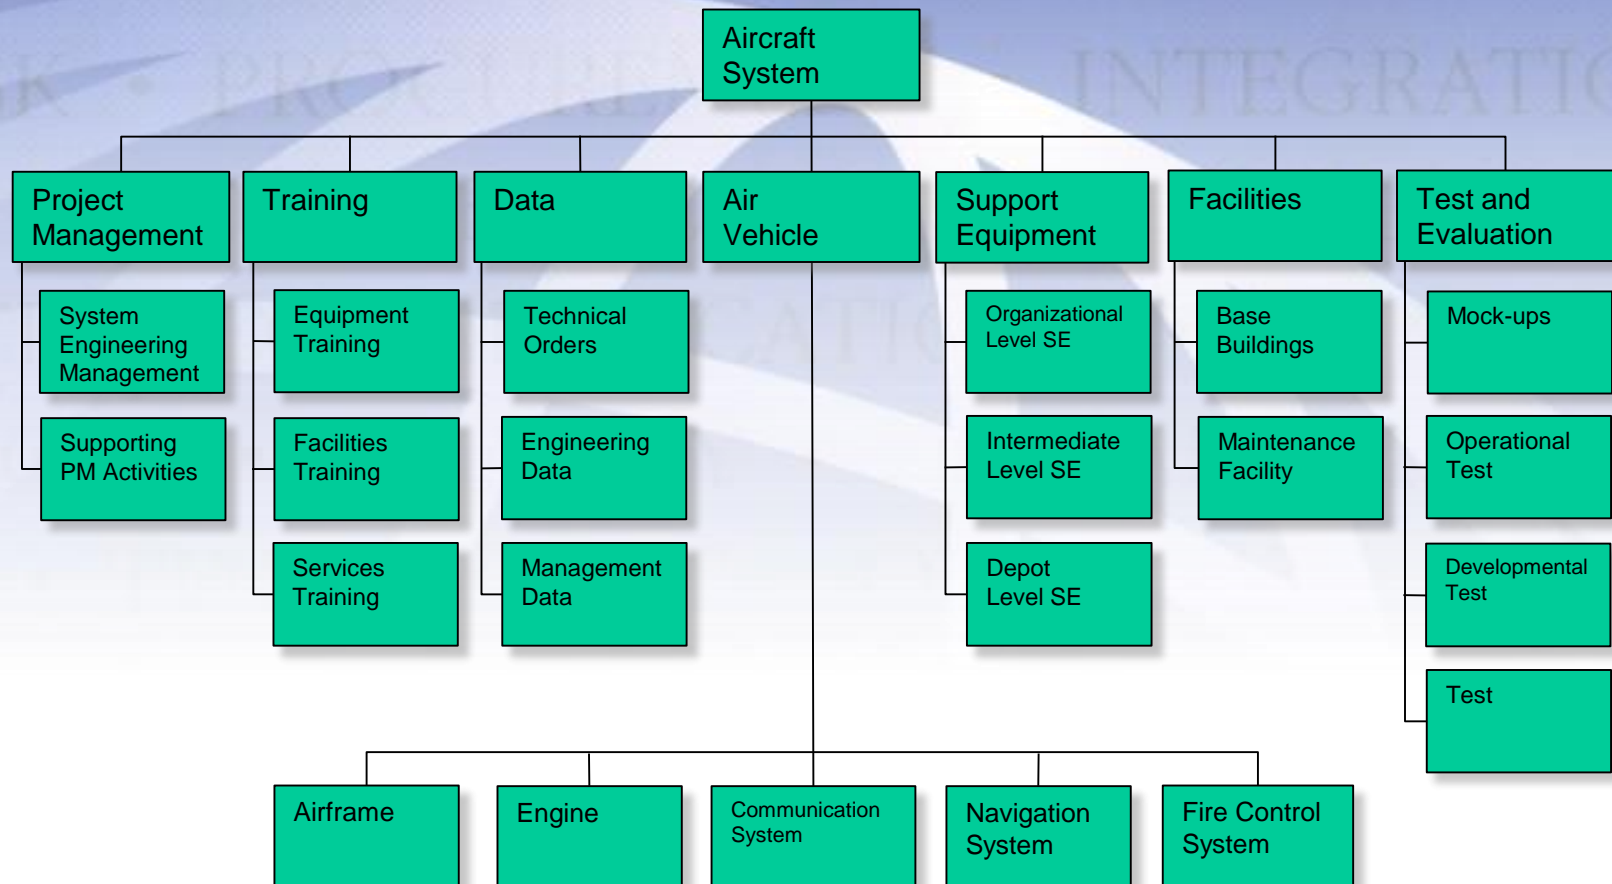 Aircraft
System
INTEGRATIO
Project
Management
Training
Data
Air
Vehicle
Support
Equipment
Facilities
Test and
Evaluation
System
Engineering
Management
Equipment
Training
Technical
Orders
Organizational
Level SE
Base
Buildings
Mock-ups
Supporting
PM Activities
Facilities
Training
Engineering
Data
Intermediate
Level SE
Maintenance
Facility
Operational
Test
Services
Training
Management
Data
Depot
Level SE
Developmental
Test
Test
Airframe
Engine
Communication
System
Navigation
System
Fire Control
System